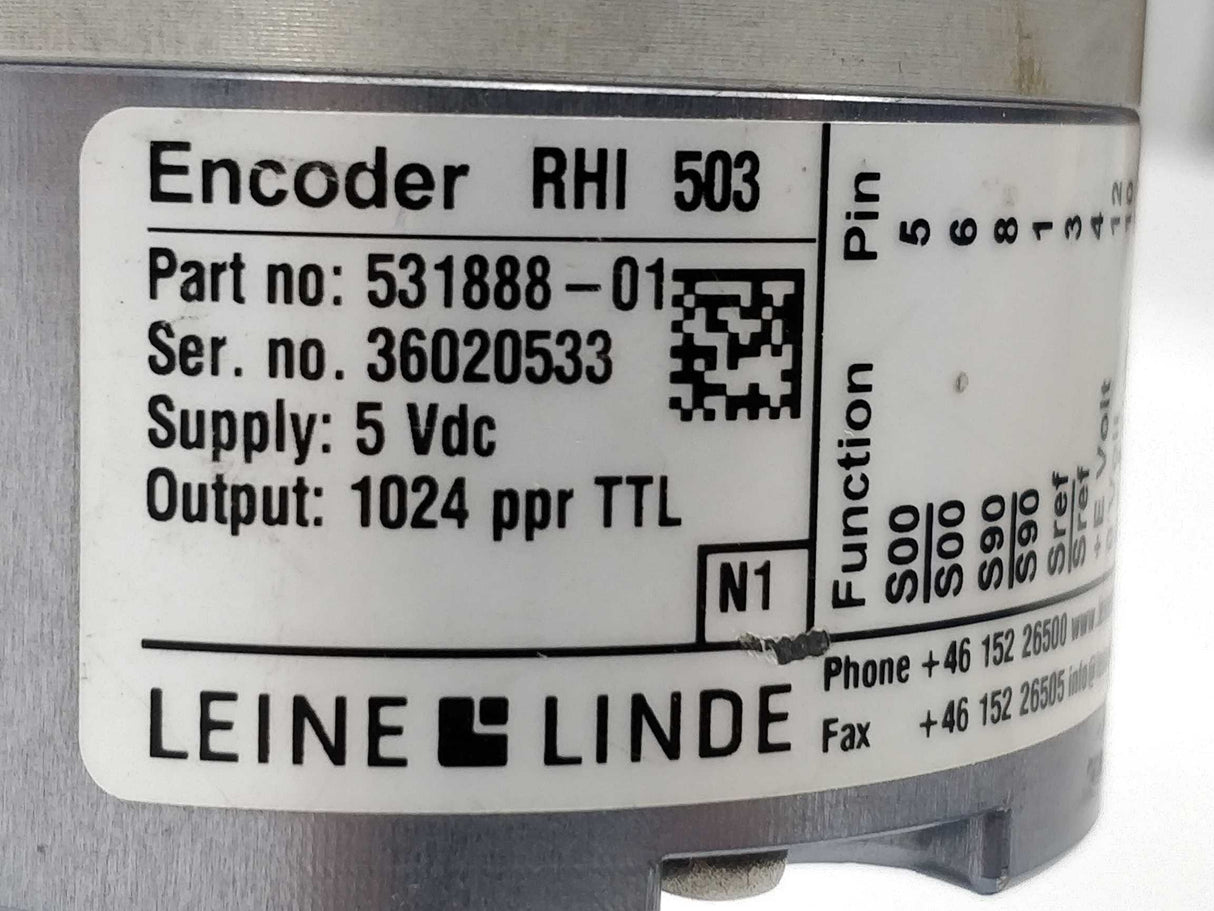 Encoder RHI 503
Part no: 531888-01
Ser. no. 36020533
Supply: 5 Vdc
Output: 1024 ppr TTL
N1
LEINE LINDE
Function Pin
S00 5
S00 6
S90 8
S90 1
Sref 3
Sref 4
+E Volt 12
Phone +46 152 26500
Fax +46 152 26505